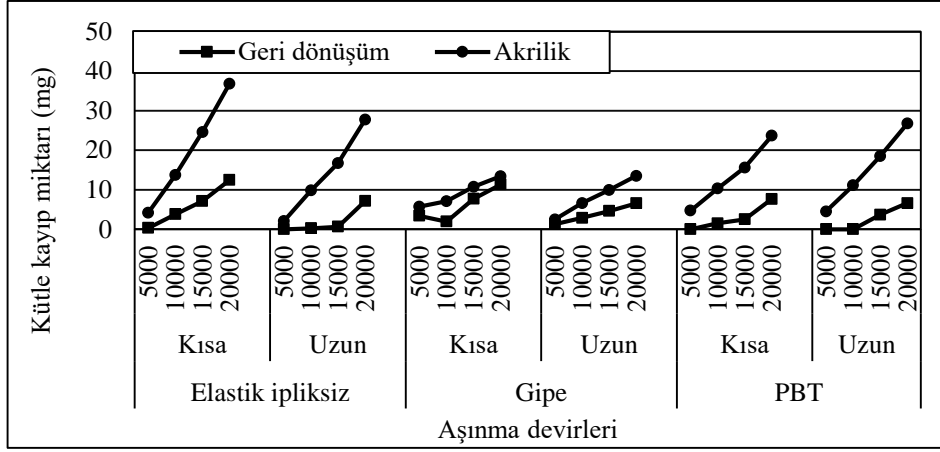 50
40
30
20
10
0
Kütle kayıp miktarı (mg)
Geri dönüşüm Akrilik
5000 10000 15000 20000 5000 10000 15000 20000 5000 10000 15000 20000 5000 10000 15000 20000 5000 10000 15000 20000 5000 10000 15000 20000
Kısa Uzun Kısa Uzun Kısa Uzun
Elastik ipliksiz Gipe PBT
Aşınma devirleri